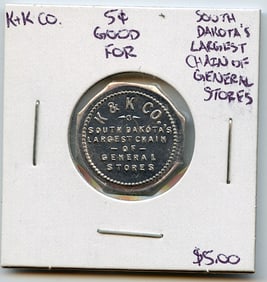 K+K CO.
5¢
GOOD
FOR
SOUTH
DAKOTA'S
LARGEST
CHAIN OF
GENERAL
STORES
K & K CO.
SOUTH DAKOTA'S
LARGEST CHAIN
- OF -
GENERAL
STORES
$5.00